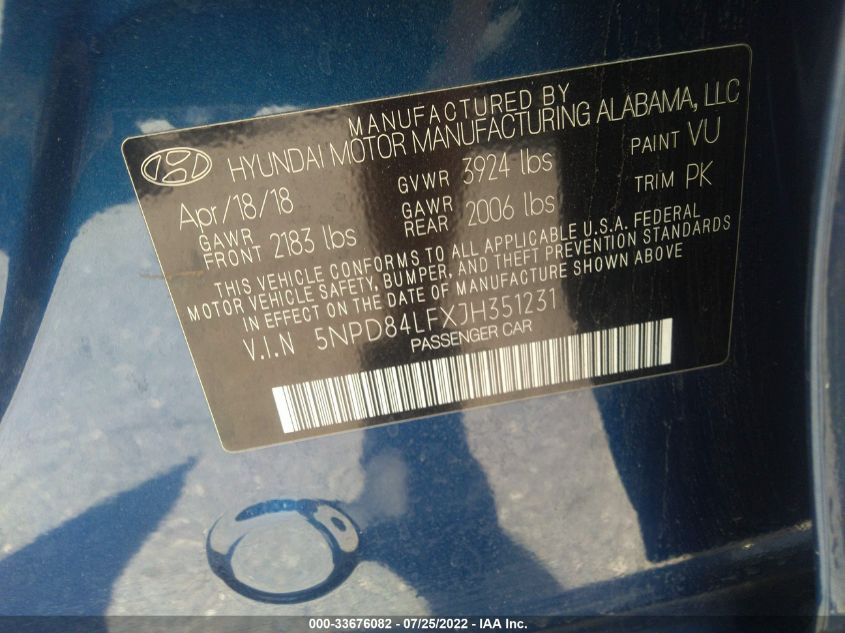 MANUFACTURED BY
HYUNDAI MOTOR MANUFACTURING ALABAMA, LLC
Apr/18/18 GVWR 3924 lbs PAINT VU
GAWR FRONT 2183 lbs GAWR REAR 2006 lbs TRIM PK
THIS VEHICLE CONFORMS TO ALL APPLICABLE U.S.A. FEDERAL
MOTOR VEHICLE SAFETY, BUMPER, AND THEFT PREVENTION STANDARDS
IN EFFECT ON THE DATE OF MANUFACTURE SHOWN ABOVE
V.I.N 5NPD84LFXJH351231
PASSENGER CAR
000-33676082 - 07/25/2022 - IAA Inc.